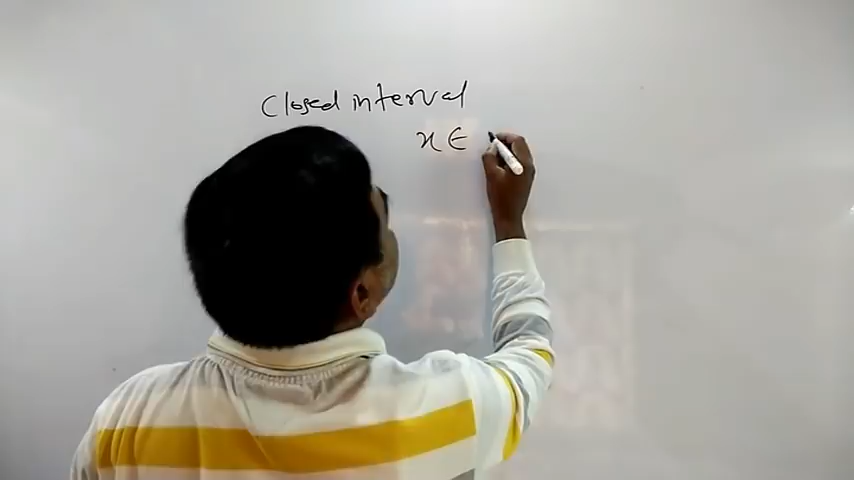 Closed interval
x ∈